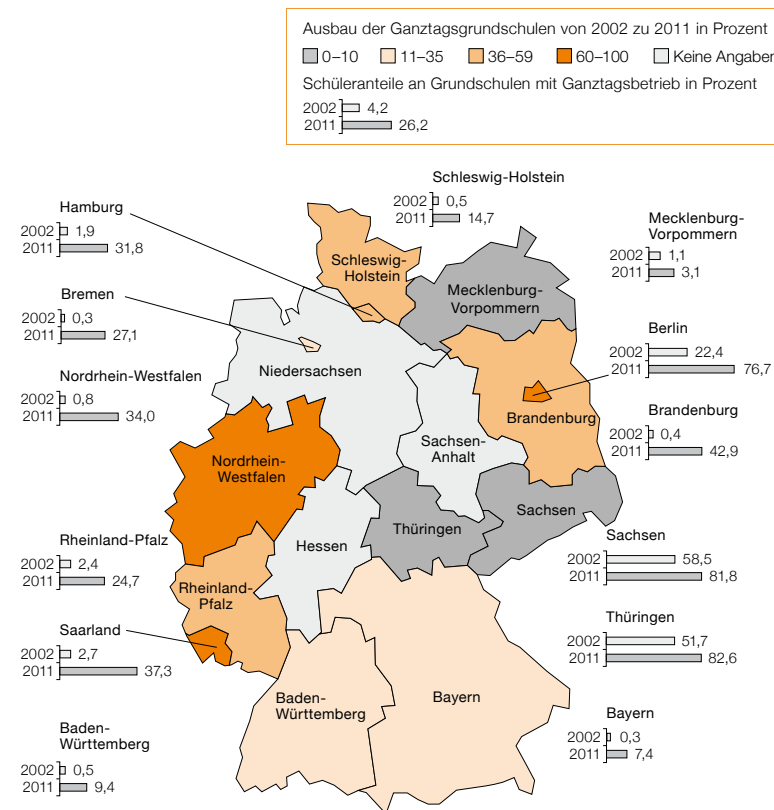 Ausbau der Ganztagsgrundschulen von 2002 zu 2011 in Prozent
0–10 11–35 36–59 60–100 Keine Angaben
Schüleranteile an Grundschulen mit Ganztagsbetrieb in Prozent
2002 4,2
2011 26,2
Schleswig-Holstein
2002 0,5
2011 14,7
Hamburg
2002 1,9
2011 31,8
Mecklenburg-
Vorpommern
2002 1,1
2011 3,1
Bremen
2002 0,3
2011 27,1
Berlin
2002 22,4
2011 76,7
Nordrhein-Westfalen
2002 0,8
2011 34,0
Brandenburg
2002 0,4
2011 42,9
Rheinland-Pfalz
2002 2,4
2011 24,7
Sachsen
2002 58,5
2011 81,8
Saarland
2002 2,7
2011 37,3
Thüringen
2002 51,7
2011 82,6
Baden-
Württemberg
2002 0,5
2011 9,4
Bayern
2002 0,3
2011 7,4
Schleswig-
Holstein
Mecklenburg-
Vorpommern
Niedersachsen
Brandenburg
Sachsen-
Anhalt
Nordrhein-
Westfalen
Sachsen
Thüringen
Hessen
Rheinland-
Pfalz
Baden-
Württemberg
Bayern